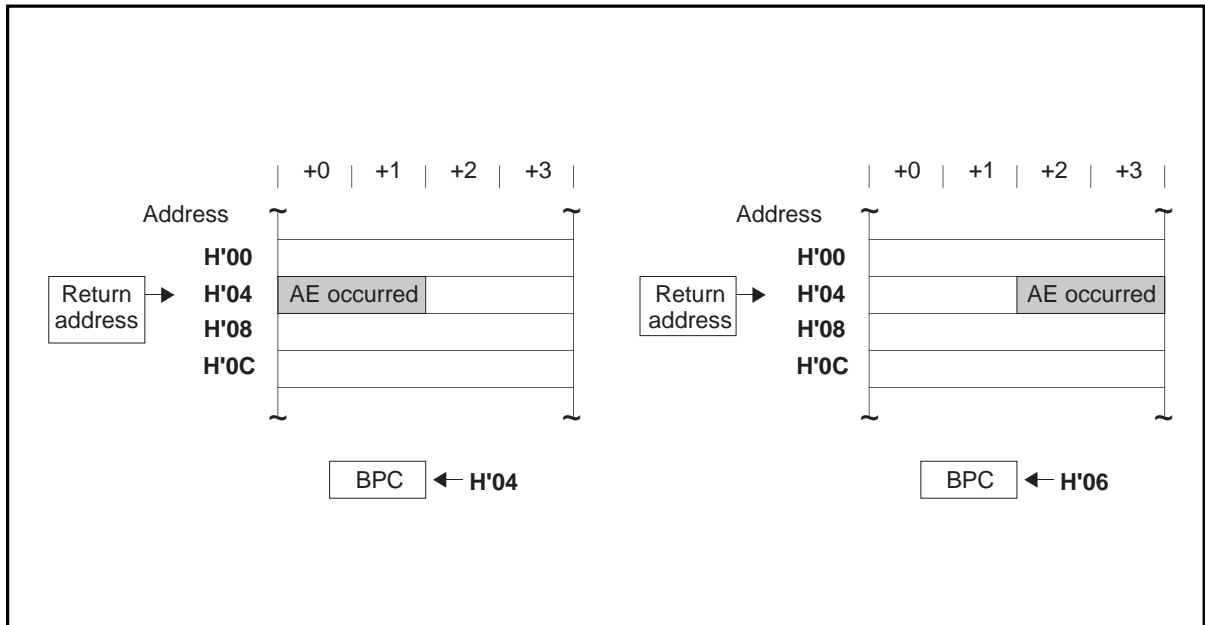 +0 +1 +2 +3
Address
H'00
Return address
H'04 AE occurred
H'08
H'0C
BPC H'04
+0 +1 +2 +3
Address
H'00
Return address
H'04 AE occurred
H'08
H'0C
BPC H'06